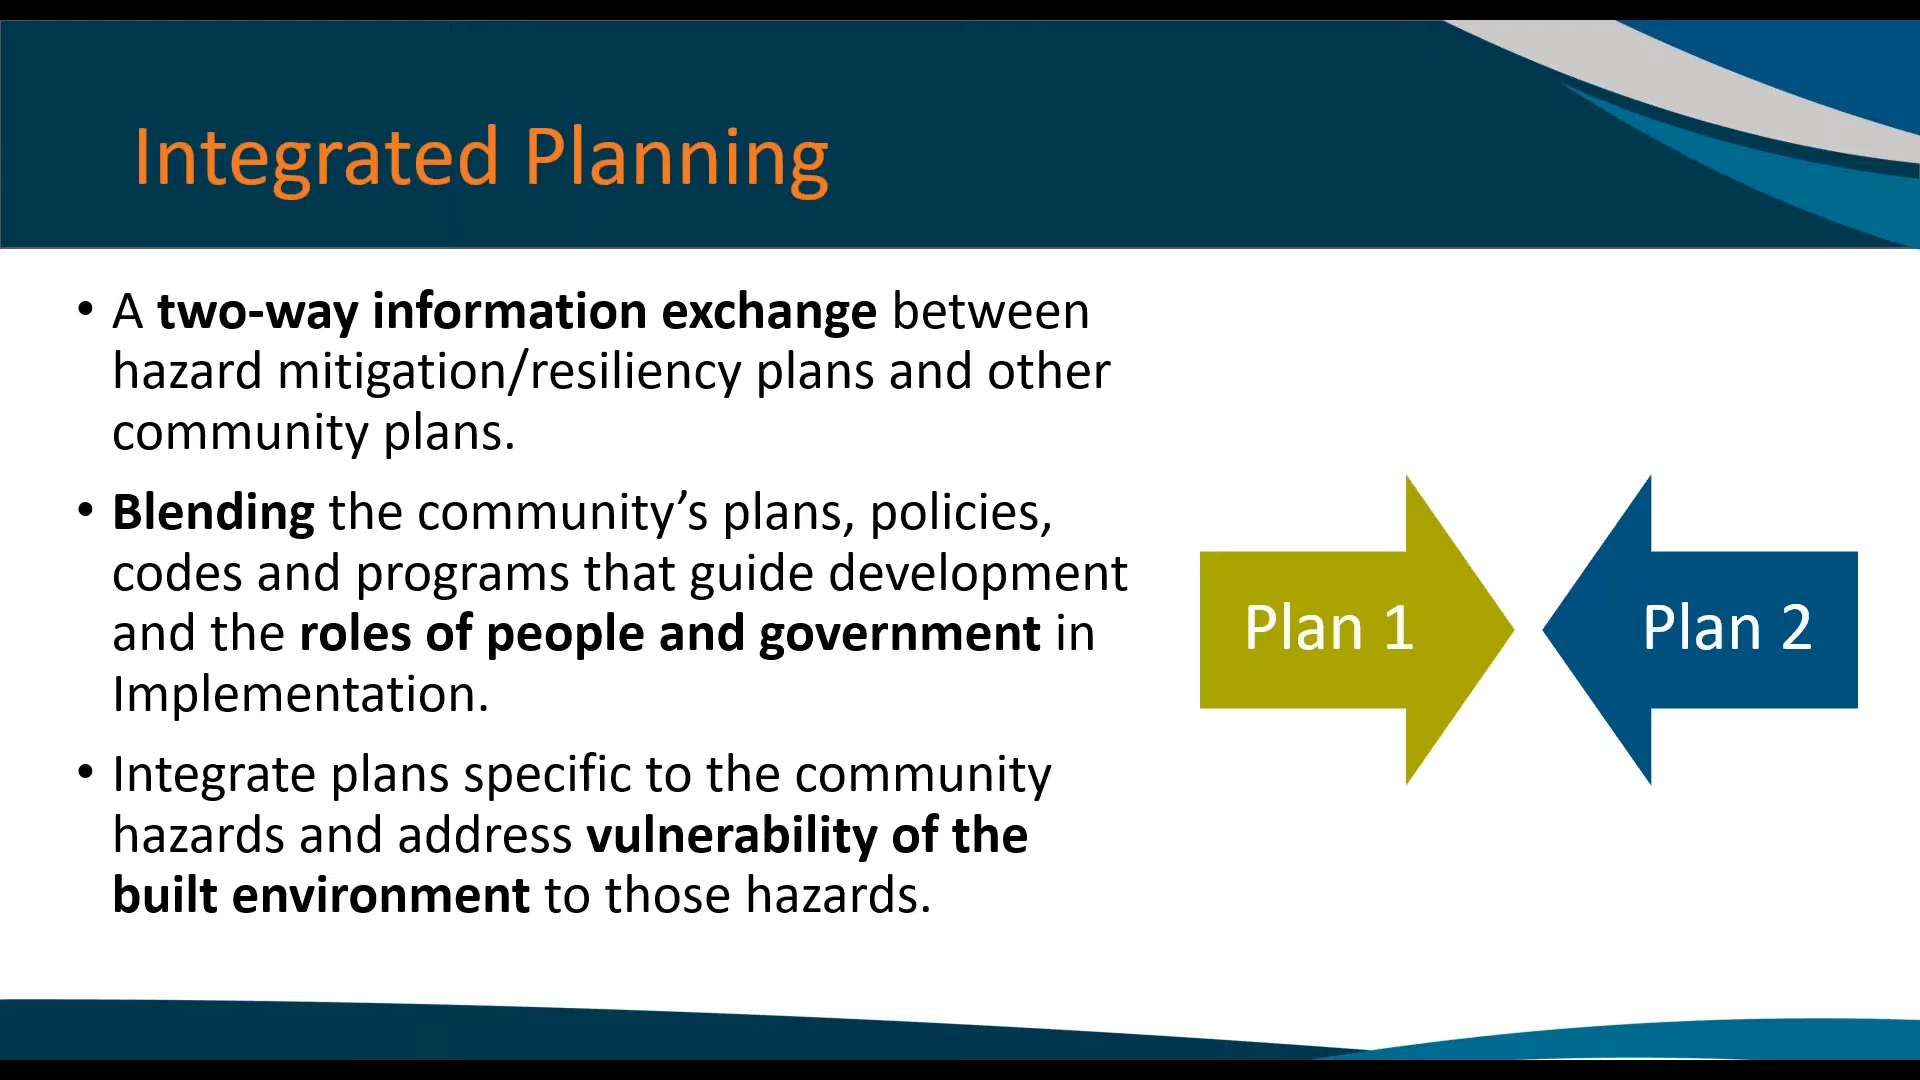 Integrated Planning
• A two-way information exchange between
hazard mitigation/resiliency plans and other
community plans.
• Blending the community’s plans, policies,
codes and programs that guide development
and the roles of people and government in
Implementation.
• Integrate plans specific to the community
hazards and address vulnerability of the
built environment to those hazards.
Plan 1
Plan 2